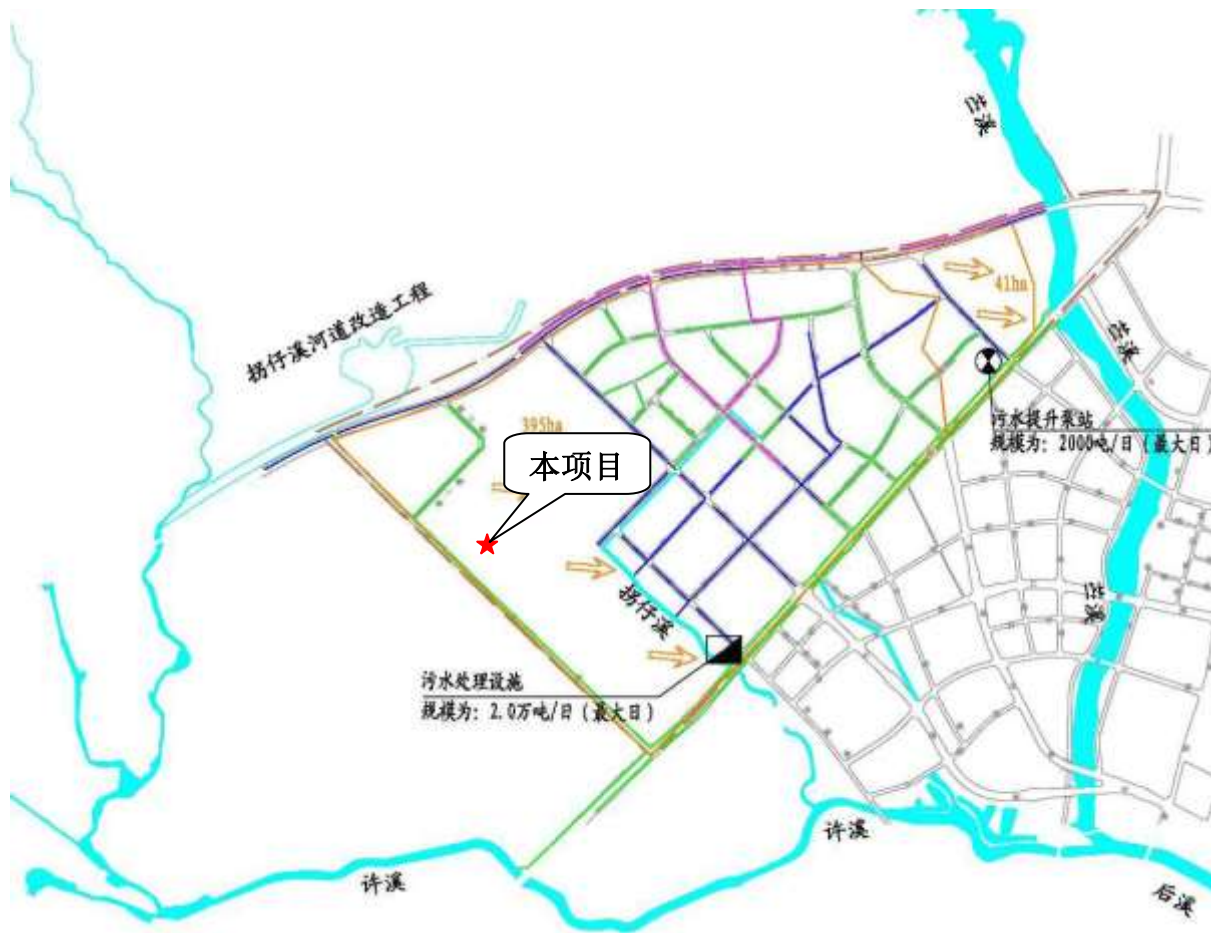 苎溪
拐仔溪河道改造工程
41ha
苎溪
污水提升泵站
规模为：2000吨/日（最大日）
395ha
本项目
拐仔溪
苎溪
污水处理设施
规模为：2.0万吨/日（最大日）
许溪
许溪
后溪